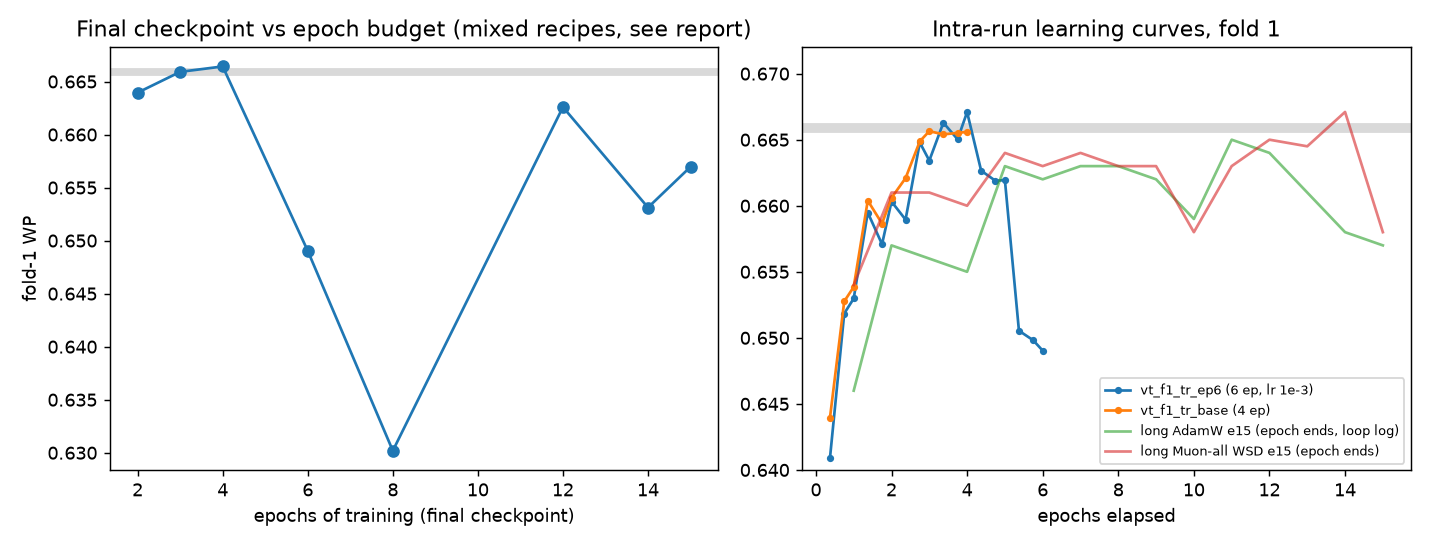 Final checkpoint vs epoch budget (mixed recipes, see report)
fold-1 WP
0.665
0.660
0.655
0.650
0.645
0.640
0.635
0.630
2 4 6 8 10 12 14
epochs of training (final checkpoint)
Intra-run learning curves, fold 1
0.670
0.665
0.660
0.655
0.650
0.645
0.640
vt_f1_tr_ep6 (6 ep, lr 1e-3)
vt_f1_tr_base (4 ep)
long AdamW e15 (epoch ends, loop log)
long Muon-all WSD e15 (epoch ends)
0 2 4 6 8 10 12 14
epochs elapsed